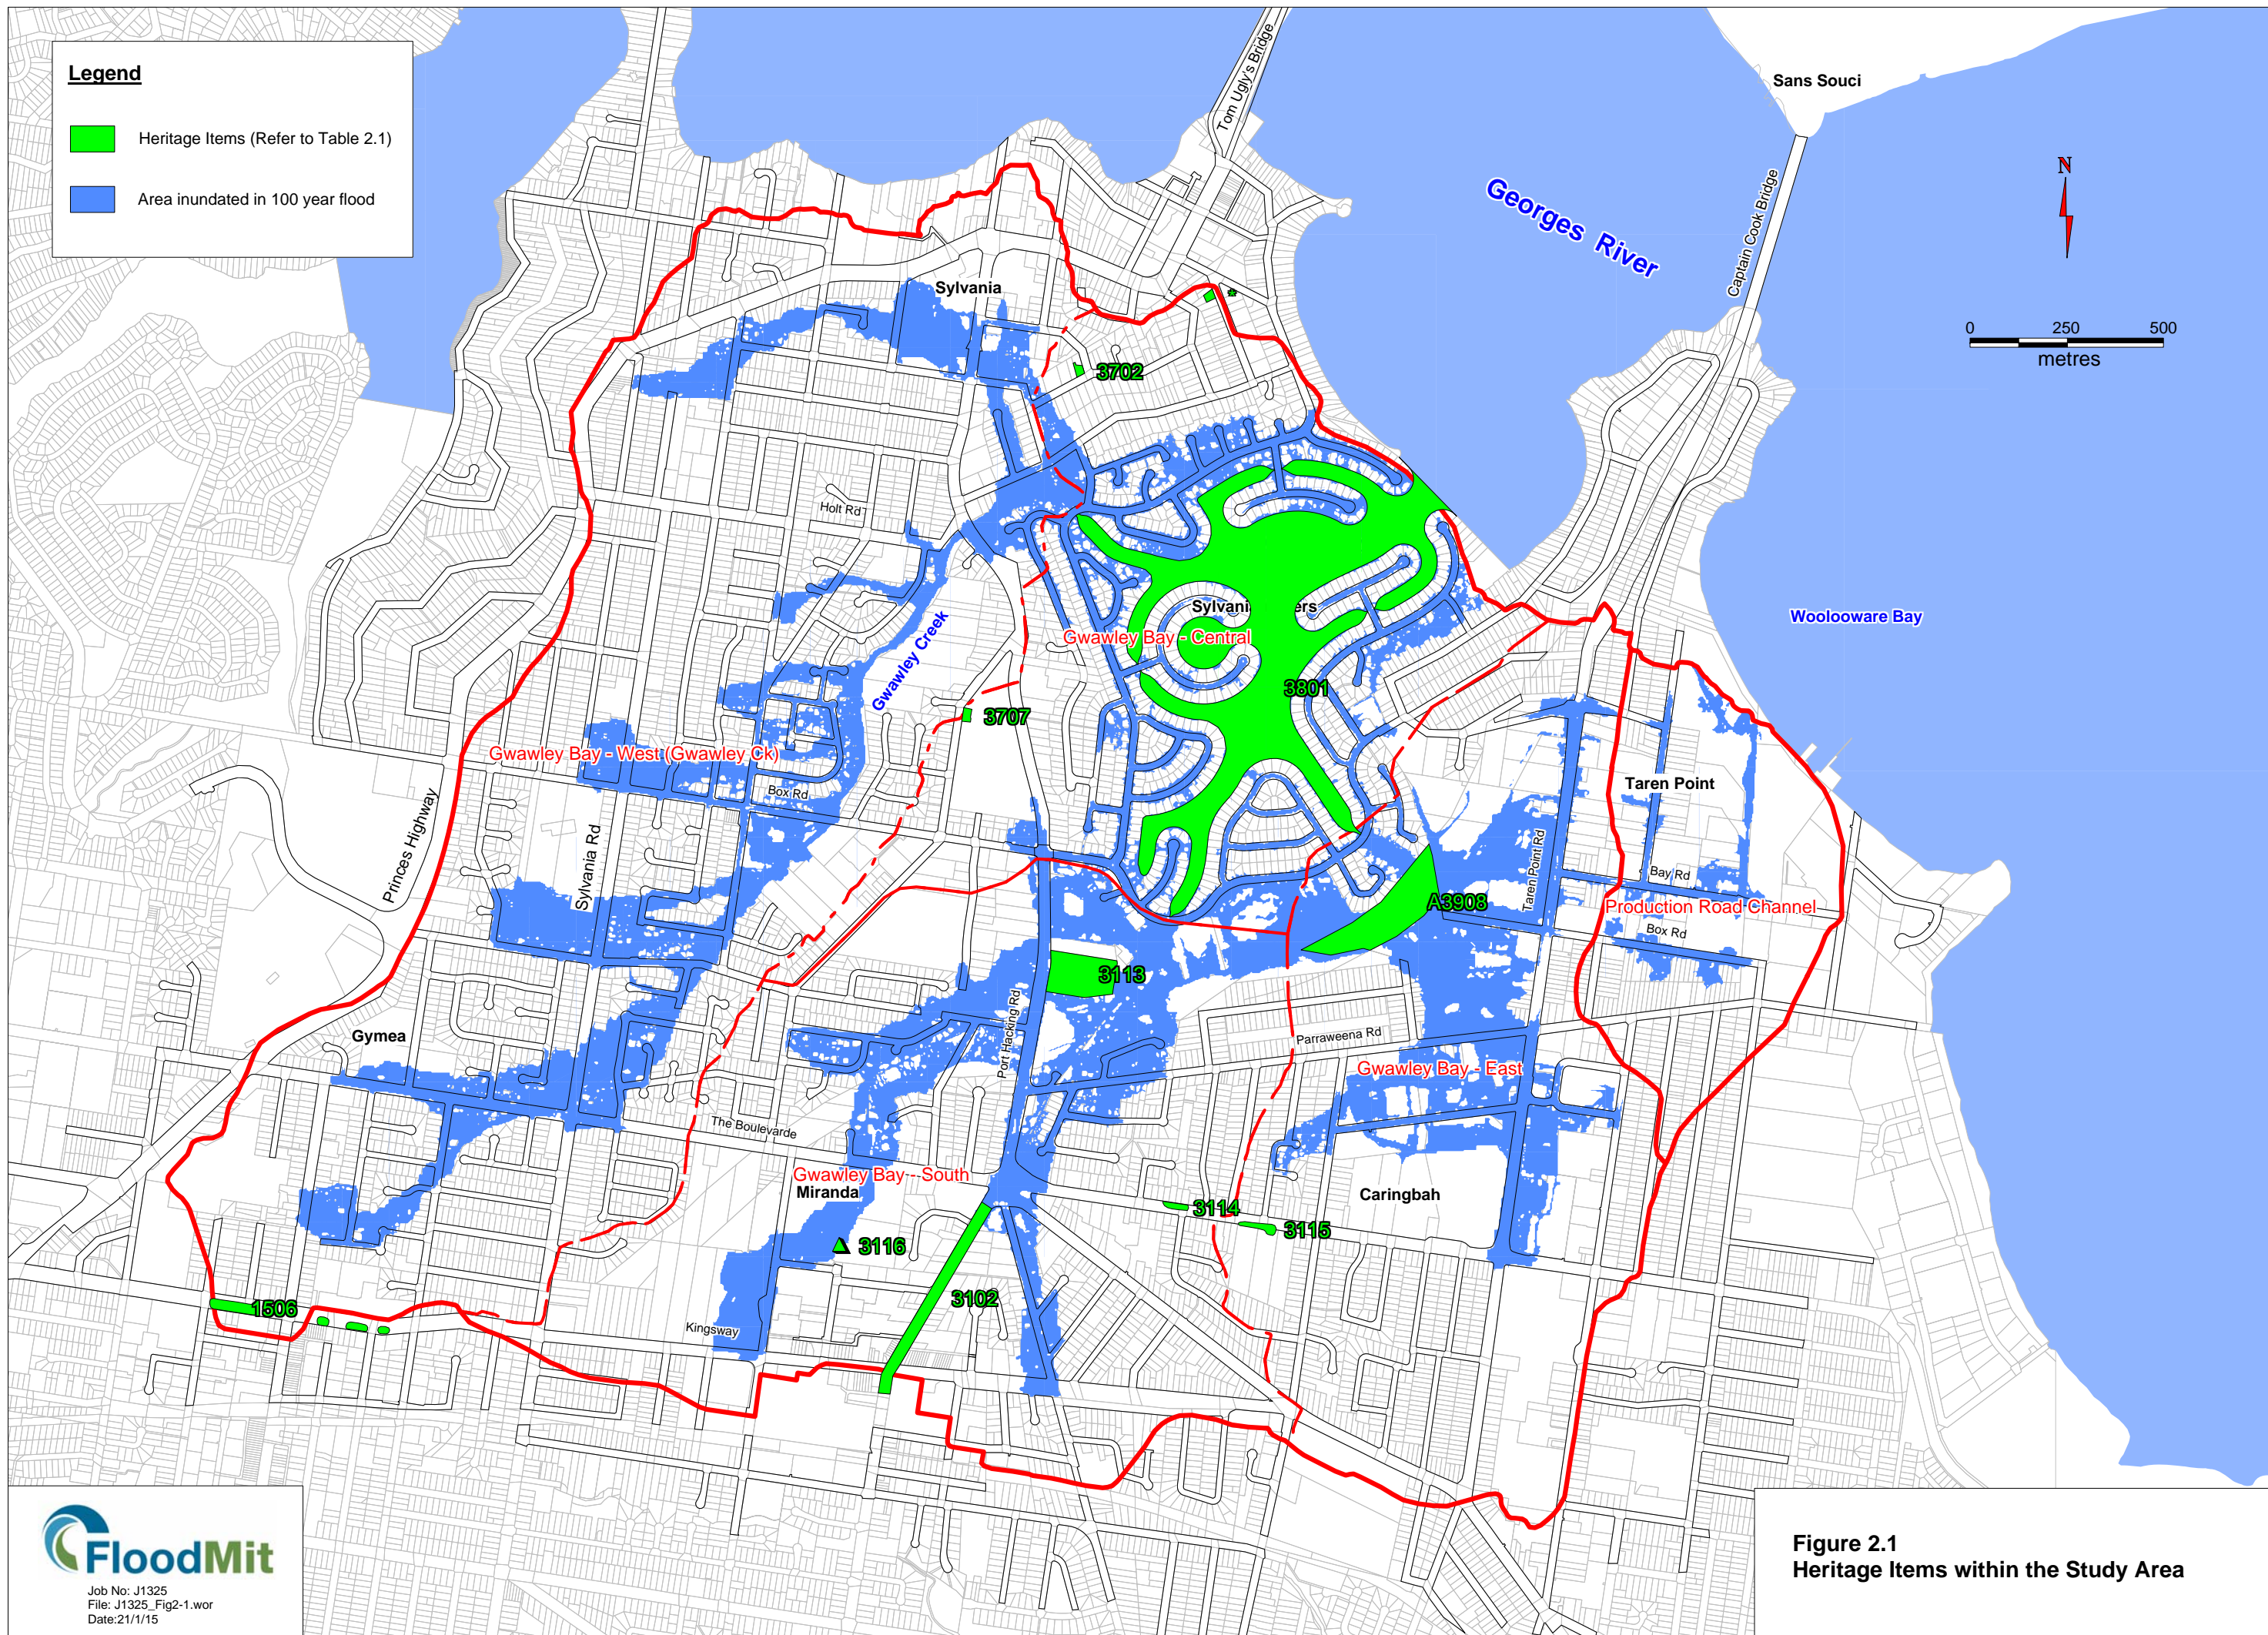 Legend
Heritage Items (Refer to Table 2.1)
Area inundated in 100 year flood
Tom Ugly's Bridge
Sans Souci
Georges River
Captain Cook Bridge
N
0 250 500
metres
Sylvania
3702
Holt Rd
Gwawley Creek
Woolooware Bay
Gwawley Bay - Central
3801
3707
Gwawley Bay - West (Gwawley Ck)
Box Rd
Princes Highway
Sylvania Rd
Taren Point
Taren Point Rd
Bay Rd
A3908
Production Road Channel
Box Rd
3113
Port Hacking Rd
Gymea
Parraweena Rd
Gwawley Bay - East
The Boulevarde
Gwawley Bay - South
Miranda
Caringbah
3114
3115
3116
3102
1506
Kingsway
FloodMit
Job No: J1325
File: J1325_Fig2-1.wor
Date:21/1/15
Figure 2.1
Heritage Items within the Study Area